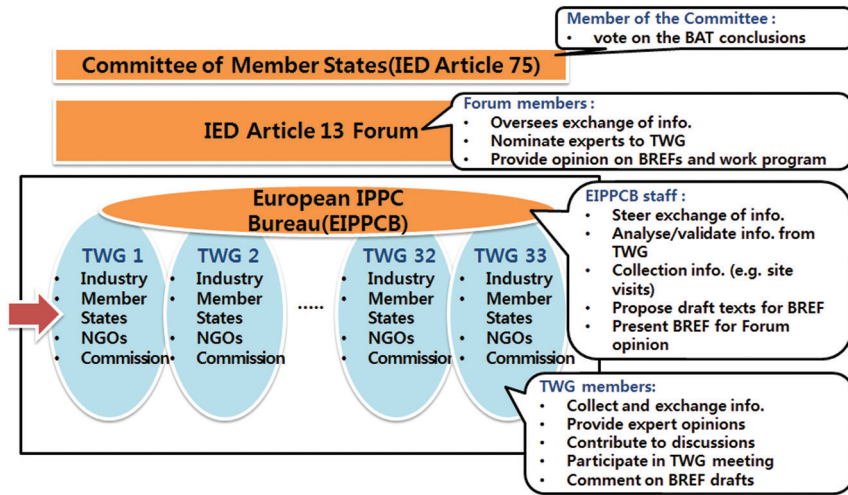 Member of the Committee :
• vote on the BAT conclusions
Committee of Member States(IED Article 75)
Forum members :
• Oversees exchange of info.
• Nominate experts to TWG
• Provide opinion on BREFs and work program
IED Article 13 Forum
European IPPC
Bureau(EIPPCB)
EIPPCB staff :
• Steer exchange of info.
• Analyse/validate info. from
TWG
• Collection info. (e.g. site
visits)
• Propose draft texts for BREF
• Present BREF for Forum
opinion
TWG 1
• Industry
• Member
States
• NGOs
• Commission
TWG 2
• Industry
• Member
States
• NGOs
• Commission
.....
TWG 32
• Industry
• Member
States
• NGOs
• Commission
TWG 33
• Industry
• Member
States
• NGOs
• Commission
TWG members:
• Collect and exchange info.
• Provide expert opinions
• Contribute to discussions
• Participate in TWG meeting
• Comment on BREF drafts